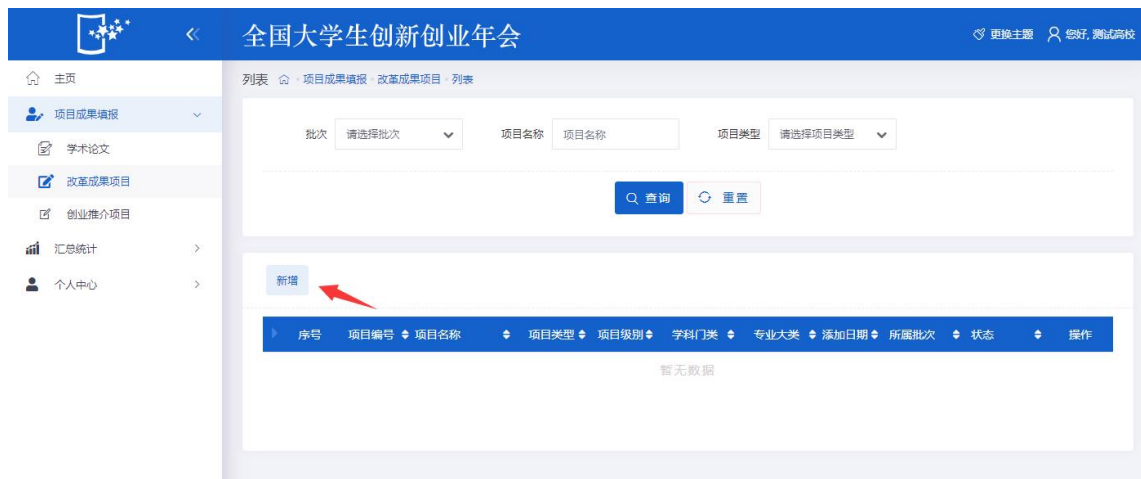 全国大学生创新创业年会
更换主题 您好, 测试高校
主页
项目成果填报
学术论文
改革成果项目
创业推介项目
汇总统计
个人中心
列表 项目成果填报 - 改革成果项目 - 列表
批次 请选择批次 项目名称 项目名称 项目类型 请选择项目类型
查询 重置
新增
序号 项目编号 项目名称 项目类型 项目级别 学科门类 专业大类 添加日期 所属批次 状态 操作
暂无数据